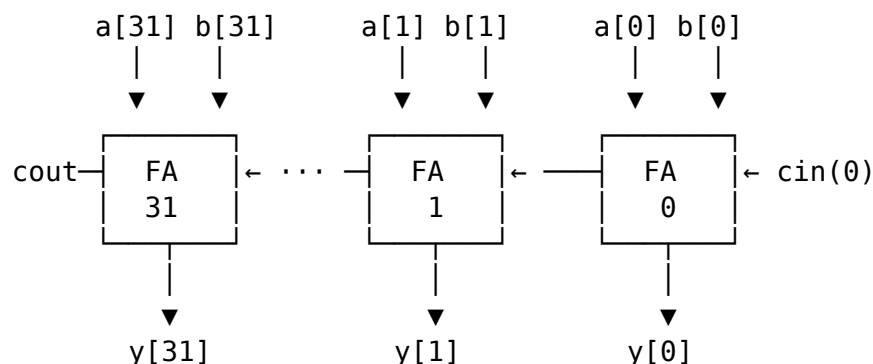 a[31] b[31] a[1] b[1] a[0] b[0]
cout FA ← ··· FA ← FA ← cin(0)
31 1 0
y[31] y[1] y[0]